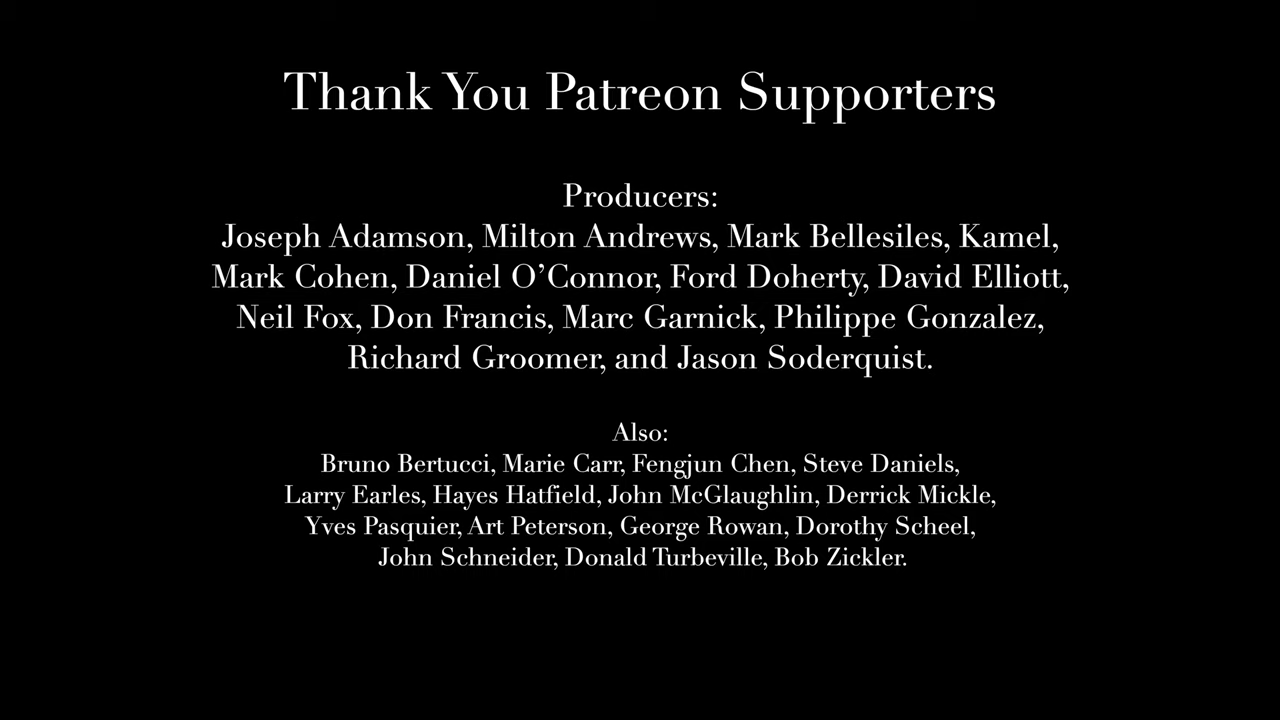 Thank You Patreon Supporters
Producers:
Joseph Adamson, Milton Andrews, Mark Bellesiles, Kamel,
Mark Cohen, Daniel O’Connor, Ford Doherty, David Elliott,
Neil Fox, Don Francis, Marc Garnick, Philippe Gonzalez,
Richard Groomer, and Jason Soderquist.
Also:
Bruno Bertucci, Marie Carr, Fengjun Chen, Steve Daniels,
Larry Earles, Hayes Hatfield, John McGlaughlin, Derrick Mickle,
Yves Pasquier, Art Peterson, George Rowan, Dorothy Scheel,
John Schneider, Donald Turbeville, Bob Zickler.